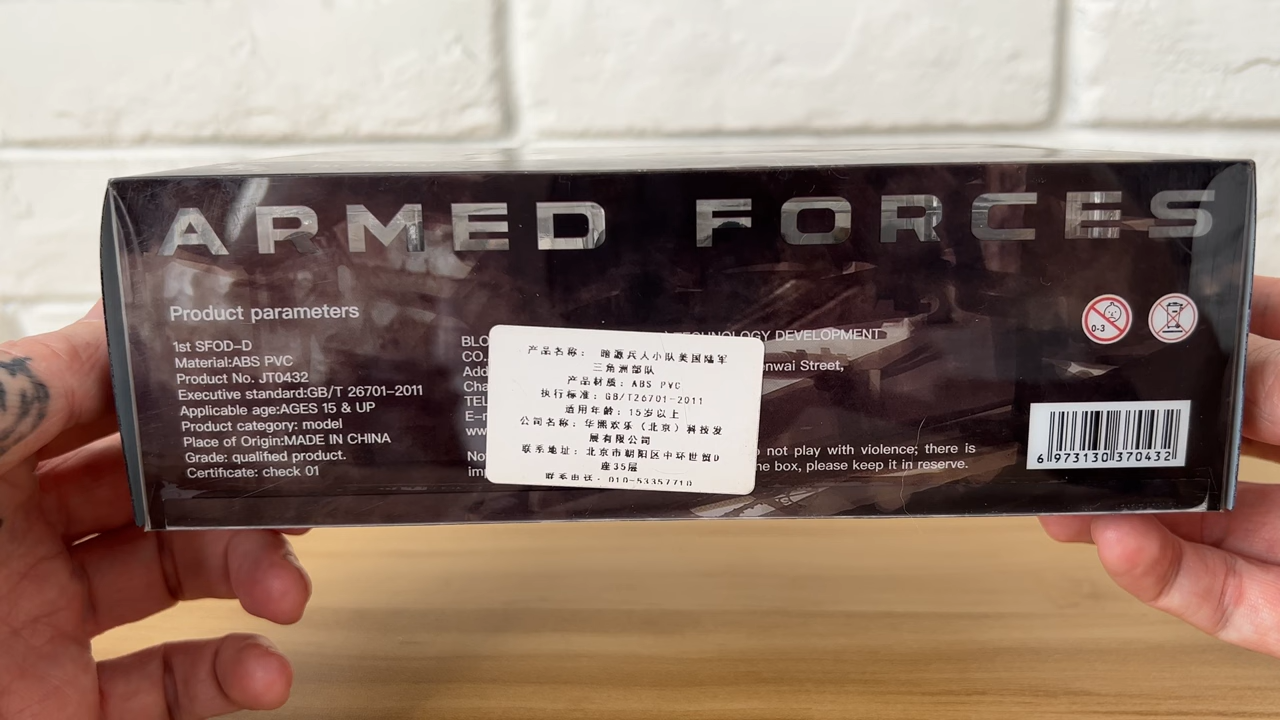 ARMED FORCES
Product parameters
1st SFOD-D
Material:ABS PVC
Product No. JT0432
Executive standard:GB/T 26701-2011
Applicable age:AGES 15 & UP
Product category: model
Place of Origin:MADE IN CHINA
Grade: qualified product.
Certificate: check 01
BLO
TECHNOLOGY DEVELOPMENT
CO.
Add
enwai Street,
Cha
TEL
E-m
ww
No
not play with violence; there is
imp
he box, please keep it in reserve.
产品名称: 暗源兵人小队美国陆军
三角洲部队
产品材质: ABS PVC
执行标准: GB/T26701-2011
适用年龄: 15岁以上
公司名称: 华熙欢乐(北京)科技发
展有限公司
联系地址: 北京市朝阳区中环世贸D
座35层
联系电话: 010-53357710
0-3
6 973130 370432